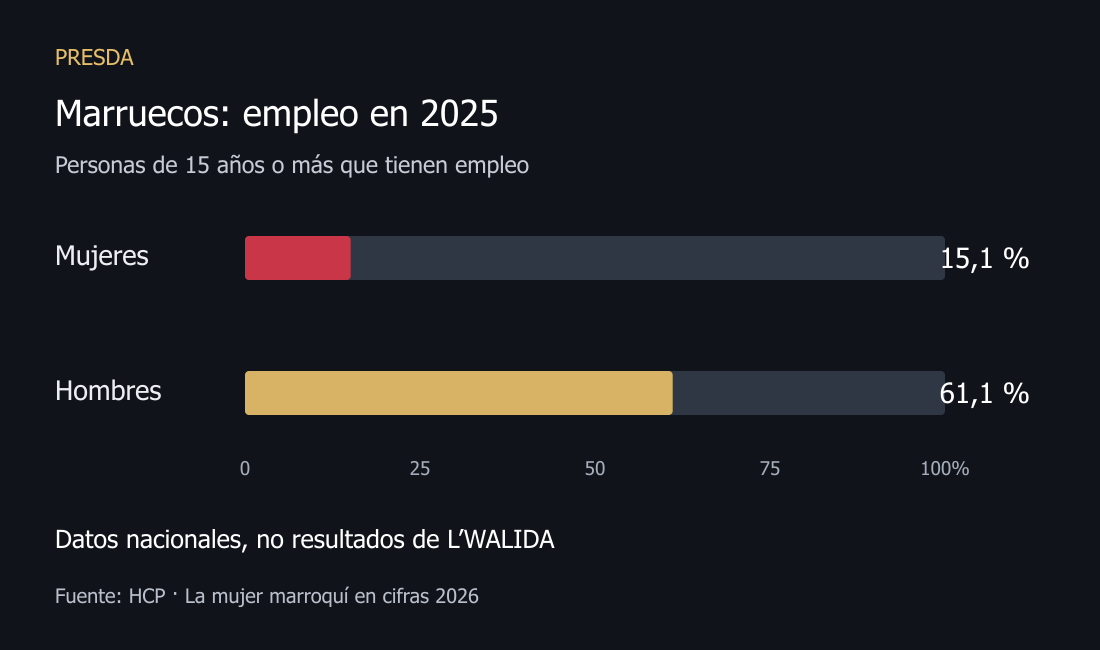 PRESDA
Marruecos: empleo en 2025
Personas de 15 años o más que tienen empleo
Mujeres 15,1 %
Hombres 61,1 %
0 25 50 75 100%
Datos nacionales, no resultados de L’WALIDA
Fuente: HCP · La mujer marroquí en cifras 2026